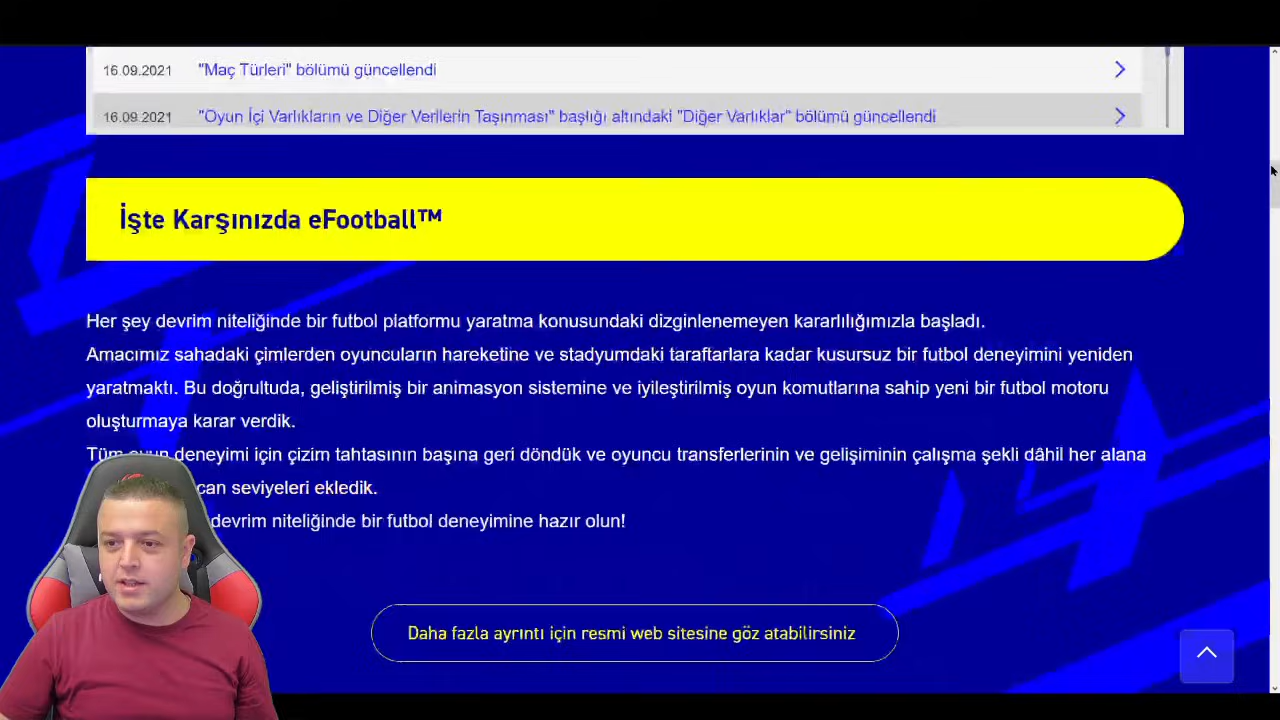 16.09.2021 "Maç Türleri" bölümü güncellendi
16.09.2021 "Oyun İçi Varlıkların ve Diğer Verilerin Taşınması" başlığı altındaki "Diğer Varlıklar" bölümü güncellendi
İşte Karşınızda eFootball™
Her şey devrim niteliğinde bir futbol platformu yaratma konusundaki dizginlenemeyen kararlılığımızla başladı.
Amacımız sahadaki çimlerden oyuncuların hareketine ve stadyumdaki taraftarlara kadar kusursuz bir futbol deneyimini yeniden
yaratmaktı. Bu doğrultuda, geliştirilmiş bir animasyon sistemine ve iyileştirilmiş oyun komutlarına sahip yeni bir futbol motoru
oluşturmaya karar verdik.
Tüm oyun deneyimi için çizim tahtasının başına geri döndük ve oyuncu transferlerinin ve gelişiminin çalışma şekli dâhil her alana
can seviyeleri ekledik.
devrim niteliğinde bir futbol deneyimine hazır olun!
Daha fazla ayrıntı için resmi web sitesine göz atabilirsiniz